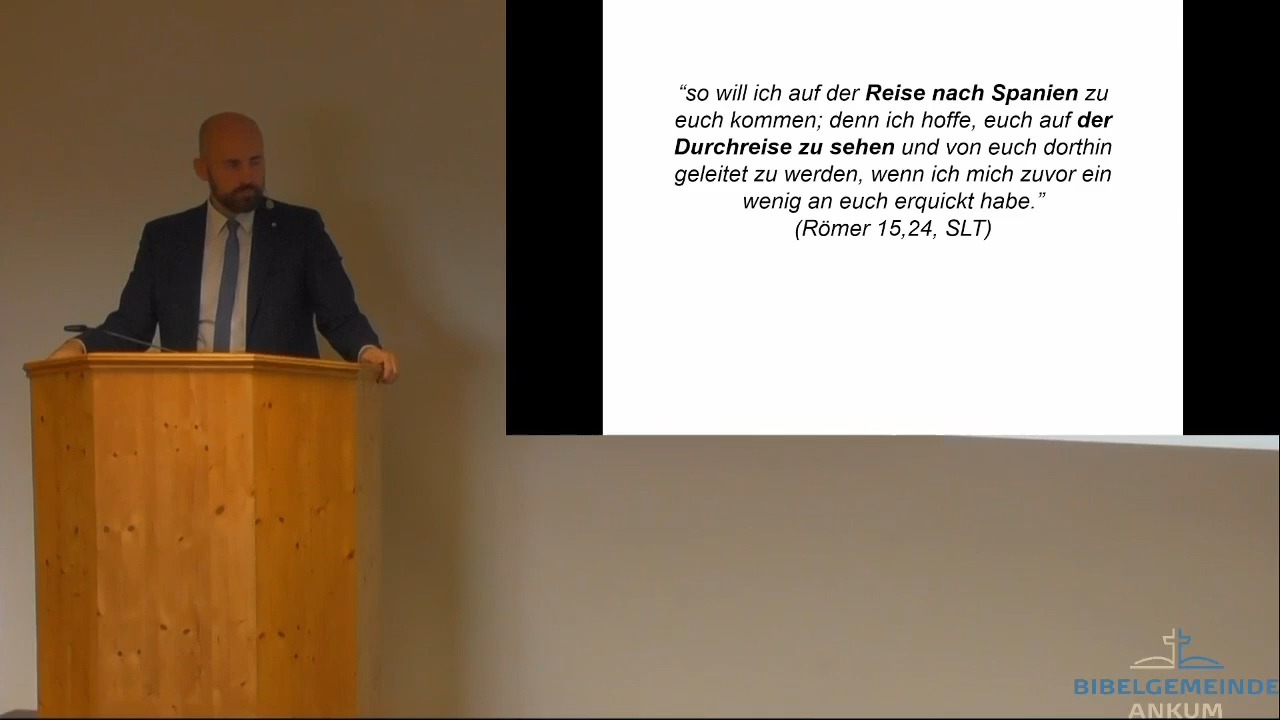 “so will ich auf der Reise nach Spanien zu
euch kommen; denn ich hoffe, euch auf der
Durchreise zu sehen und von euch dorthin
geleitet zu werden, wenn ich mich zuvor ein
wenig an euch erquickt habe.”
(Römer 15,24, SLT)
BIBELGEMEINDE
ANKUM